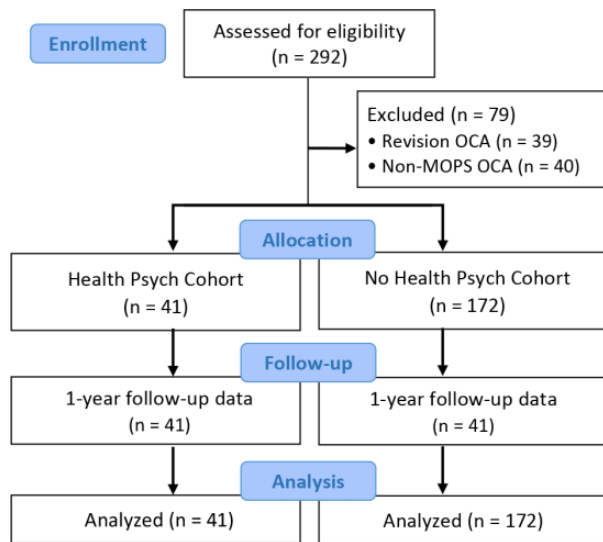 Enrollment
Assessed for eligibility
(n = 292)
Excluded (n = 79)
• Revision OCA (n = 39)
• Non-MOPS OCA (n = 40)
Allocation
Health Psych Cohort
(n = 41)
No Health Psych Cohort
(n = 172)
Follow-up
1-year follow-up data
(n = 41)
1-year follow-up data
(n = 41)
Analysis
Analyzed (n = 41)
Analyzed (n = 172)